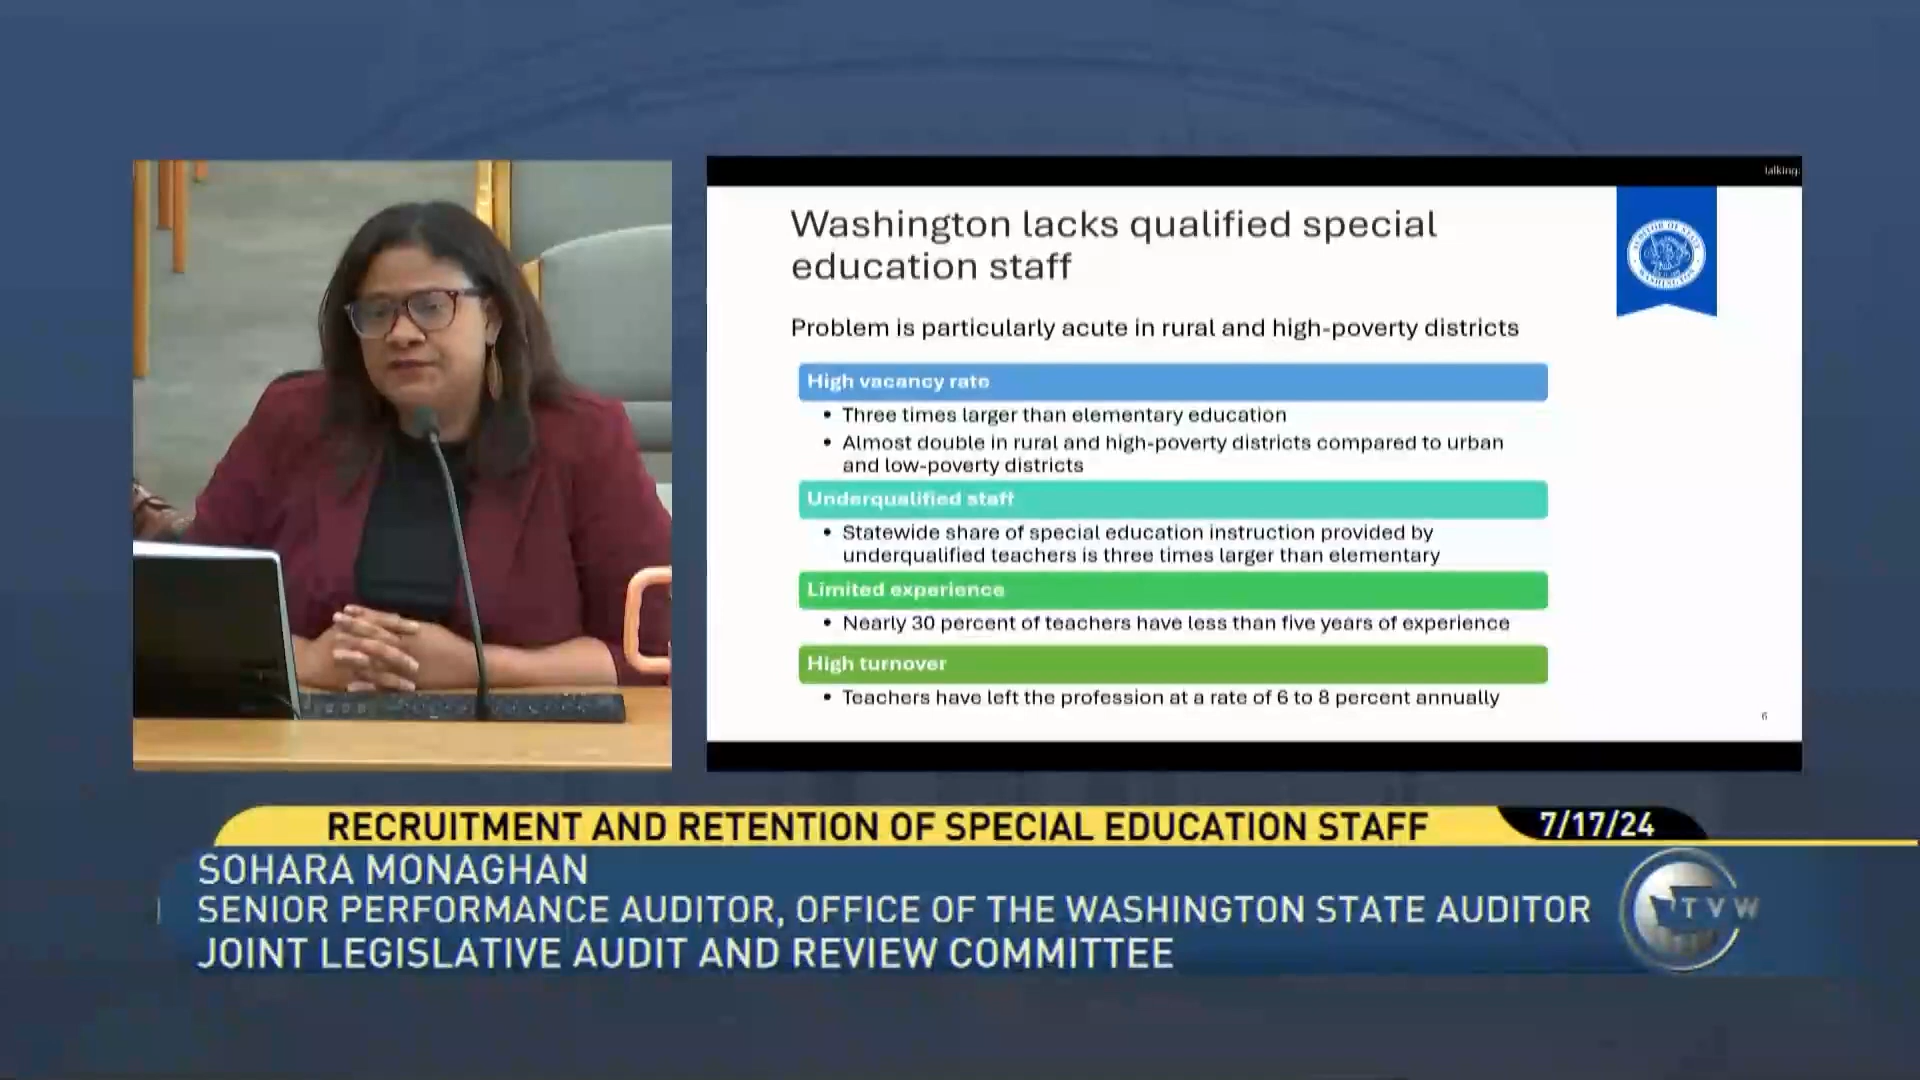 talking:
Washington lacks qualified special
education staff
Problem is particularly acute in rural and high-poverty districts
High vacancy rate
• Three times larger than elementary education
• Almost double in rural and high-poverty districts compared to urban
and low-poverty districts
Underqualified staff
• Statewide share of special education instruction provided by
underqualified teachers is three times larger than elementary
Limited experience
• Nearly 30 percent of teachers have less than five years of experience
High turnover
• Teachers have left the profession at a rate of 6 to 8 percent annually
6
RECRUITMENT AND RETENTION OF SPECIAL EDUCATION STAFF
7/17/24
SOHARA MONAGHAN
SENIOR PERFORMANCE AUDITOR, OFFICE OF THE WASHINGTON STATE AUDITOR
JOINT LEGISLATIVE AUDIT AND REVIEW COMMITTEE
TVW